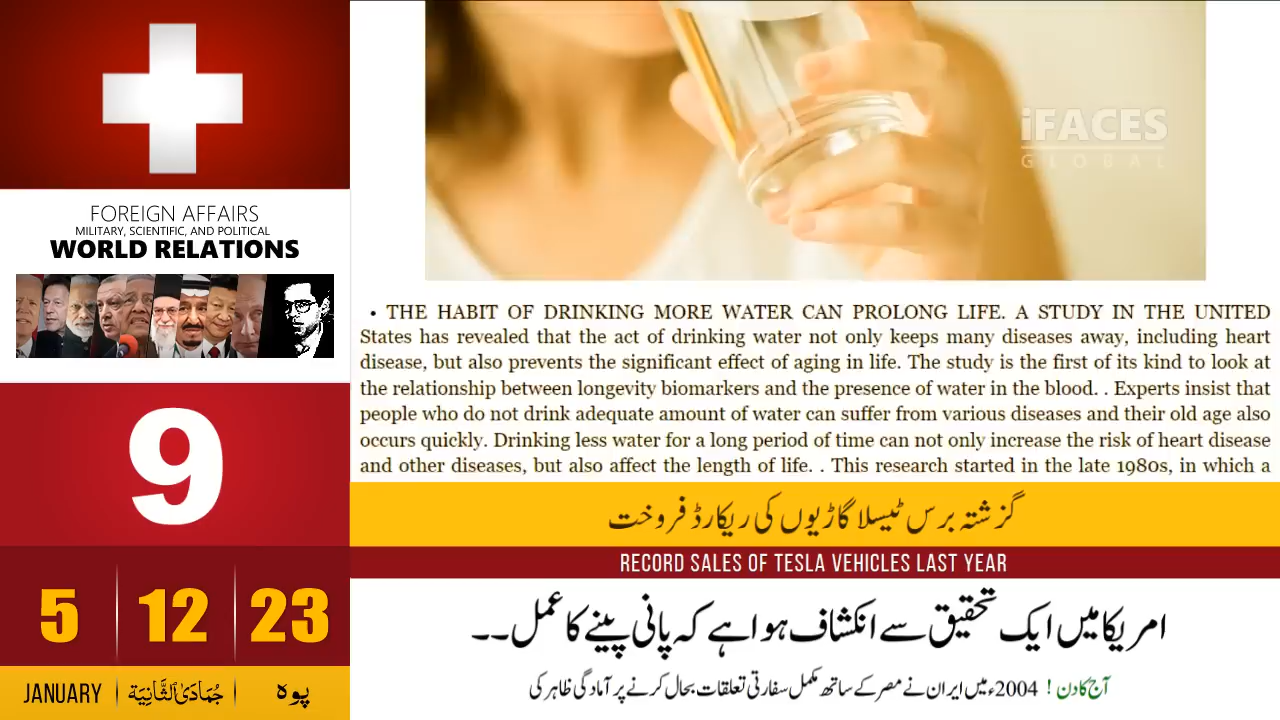 iFACES
GLOBAL
FOREIGN AFFAIRS
MILITARY, SCIENTIFIC, AND POLITICAL
WORLD RELATIONS
• THE HABIT OF DRINKING MORE WATER CAN PROLONG LIFE. A STUDY IN THE UNITED
States has revealed that the act of drinking water not only keeps many diseases away, including heart
disease, but also prevents the significant effect of aging in life. The study is the first of its kind to look at
the relationship between longevity biomarkers and the presence of water in the blood. . Experts insist that
people who do not drink adequate amount of water can suffer from various diseases and their old age also
occurs quickly. Drinking less water for a long period of time can not only increase the risk of heart disease
and other diseases, but also affect the length of life. . This research started in the late 1980s, in which a
9
گزشتہ برس ٹیسلا گاڑیوں کی ریکارڈ فروخت
RECORD SALES OF TESLA VEHICLES LAST YEAR
5 12 23
امریکا میں ایک تحقیق سے انکشاف ہوا ہے کہ پانی پینے کا عمل۔۔
JANUARY جُمَادَىٰ ٱلثَّانِيَة پوہ
آج کا دن ! 2004ء میں ایران نے مصر کے ساتھ مکمل سفارتی تعلقات بحال کرنے پر آمادگی ظاہر کی